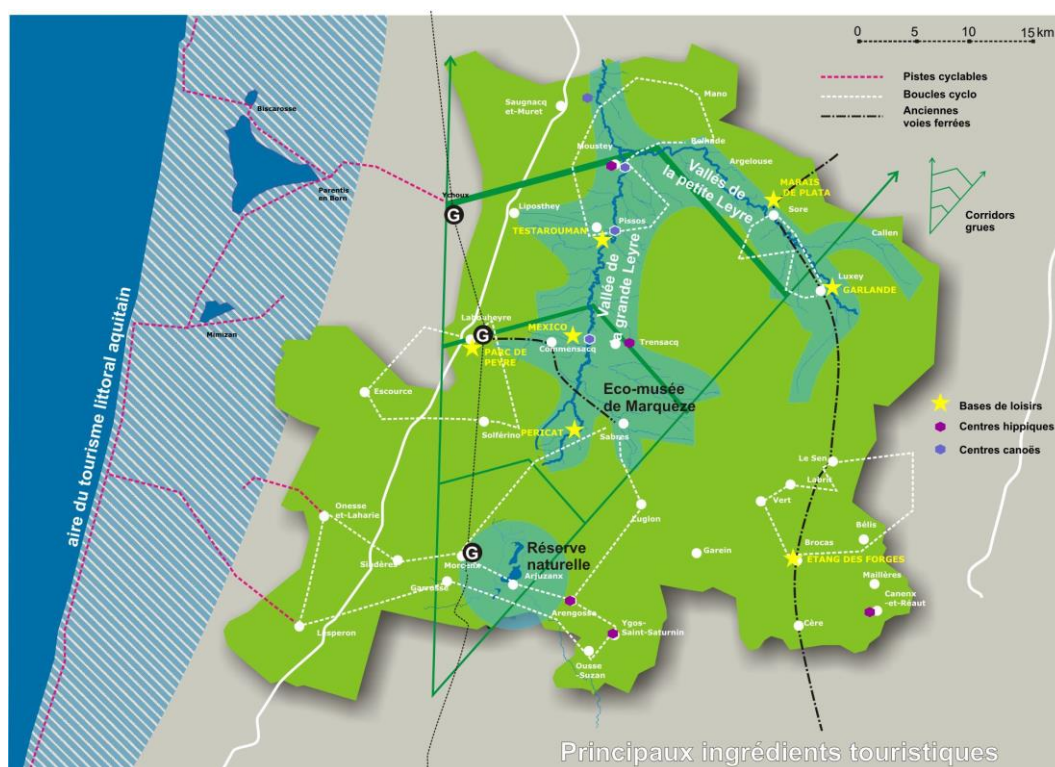 0 5 10 15 km
Pistes cyclables
Boucles cyclo
Anciennes
voies ferrées
Corridors
grues
Bases de loisirs
Centres hippiques
Centres canoës
aire du tourisme littoral aquitain
Biscarosse
Parentis
en Born
Mimizan
Ychoux
G
Saugnacq
et-Muret
Mano
Moustey
Belhade
Argelouse
Vallés de
la petite Leyre
MARAIS
DE PLATA
Sore
Callen
Liposthey
Pissos
TESTAROUMAN
Vallée de
la grande Leyre
Luxey
GARLANDE
Labouheyre
G
PARC DE
PEYRE
MEXICO
Commensacq
Trensacq
Escource
Eco-musée
de Marquèze
Solférino
PERICAT
Sabres
Le Sen
Labrit
Vert
Luglon
Onesse
et-Laharie
Bélis
Brocas
ÉTANG DES FORGES
Garein
G
Réserve
naturelle
Sindères
Morcenx
Arjuzanx
Garrosse
Maillères
Canenx
-et-Réaut
Arengosse
Lesperon
Ygos-
Saint-Saturnin
Cère
Ousse
-Suzan
Principaux ingrédients touristiques